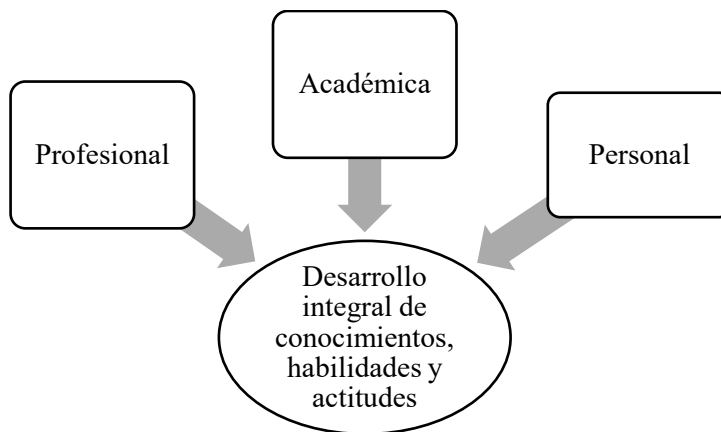 Académica
Profesional
Personal
Desarrollo
integral de
conocimientos,
habilidades y
actitudes